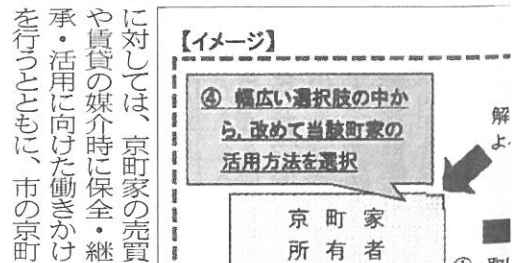 に対しては、京町家の売買
や賃貸の媒介時に保全・継
承・活用に向けた働きかけ
を行うとともに、市の京町
【イメージ】
④ 幅広い選択肢の中か
ら、改めて当該町家の
活用方法を選択
京町家
所有者
解
よ
①